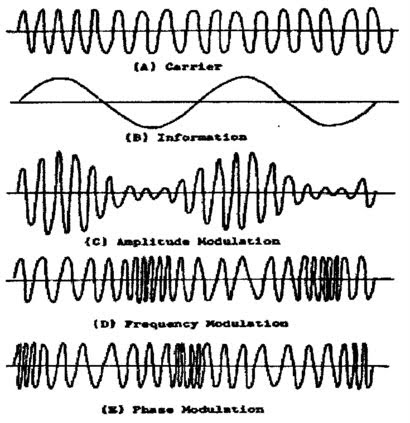 (A) Carrier
(B) Information
(C) Amplitude Modulation
(D) Frequency Modulation
(E) Phase Modulation